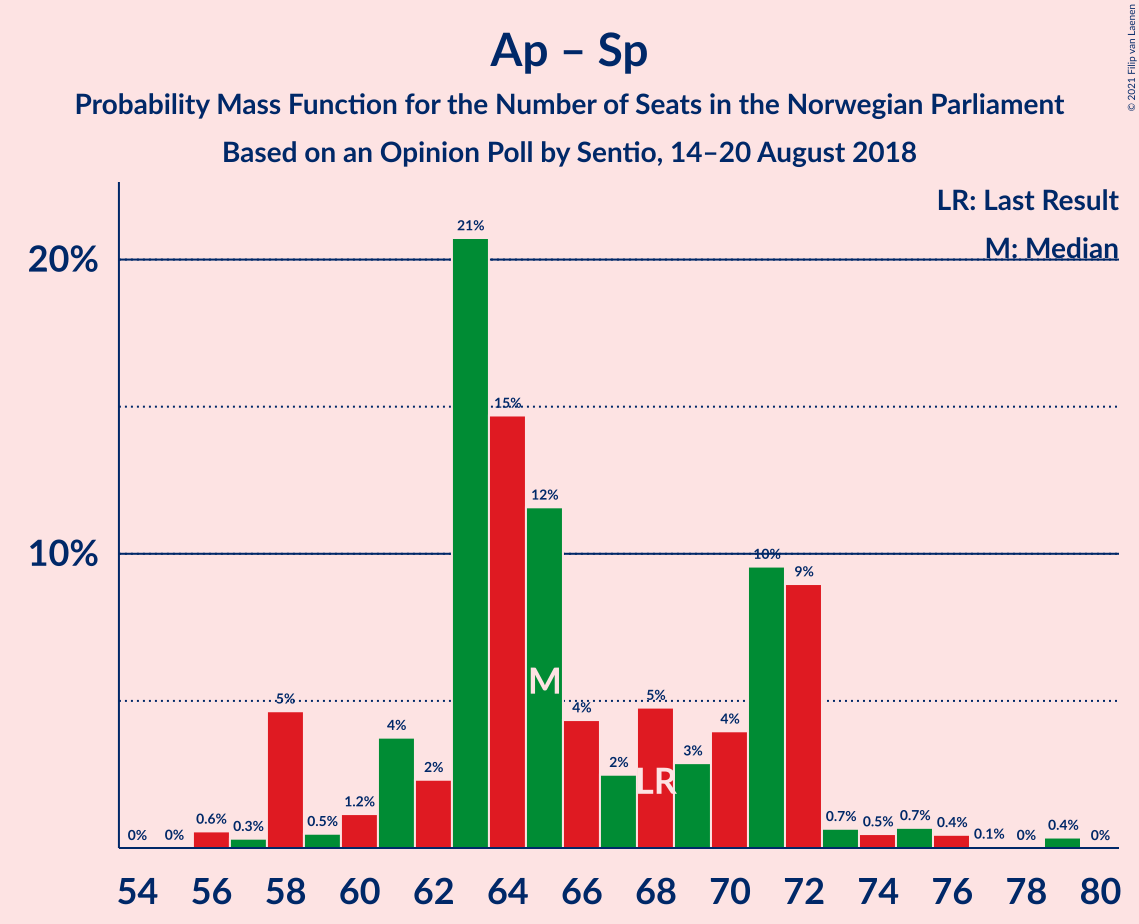 Ap – Sp
Probability Mass Function for the Number of Seats in the Norwegian Parliament
Based on an Opinion Poll by Sentio, 14–20 August 2018
© 2021 Filip van Laenen
LR: Last Result
M: Median
20%
10%
0% 0% 0.6% 0.3% 5% 0.5% 1.2% 4% 2% 21% 15% 12% 4% 2% 5% 3% 4% 10% 9% 0.7% 0.5% 0.7% 0.4% 0.1% 0% 0.4% 0%
M
LR
54 56 58 60 62 64 66 68 70 72 74 76 78 80